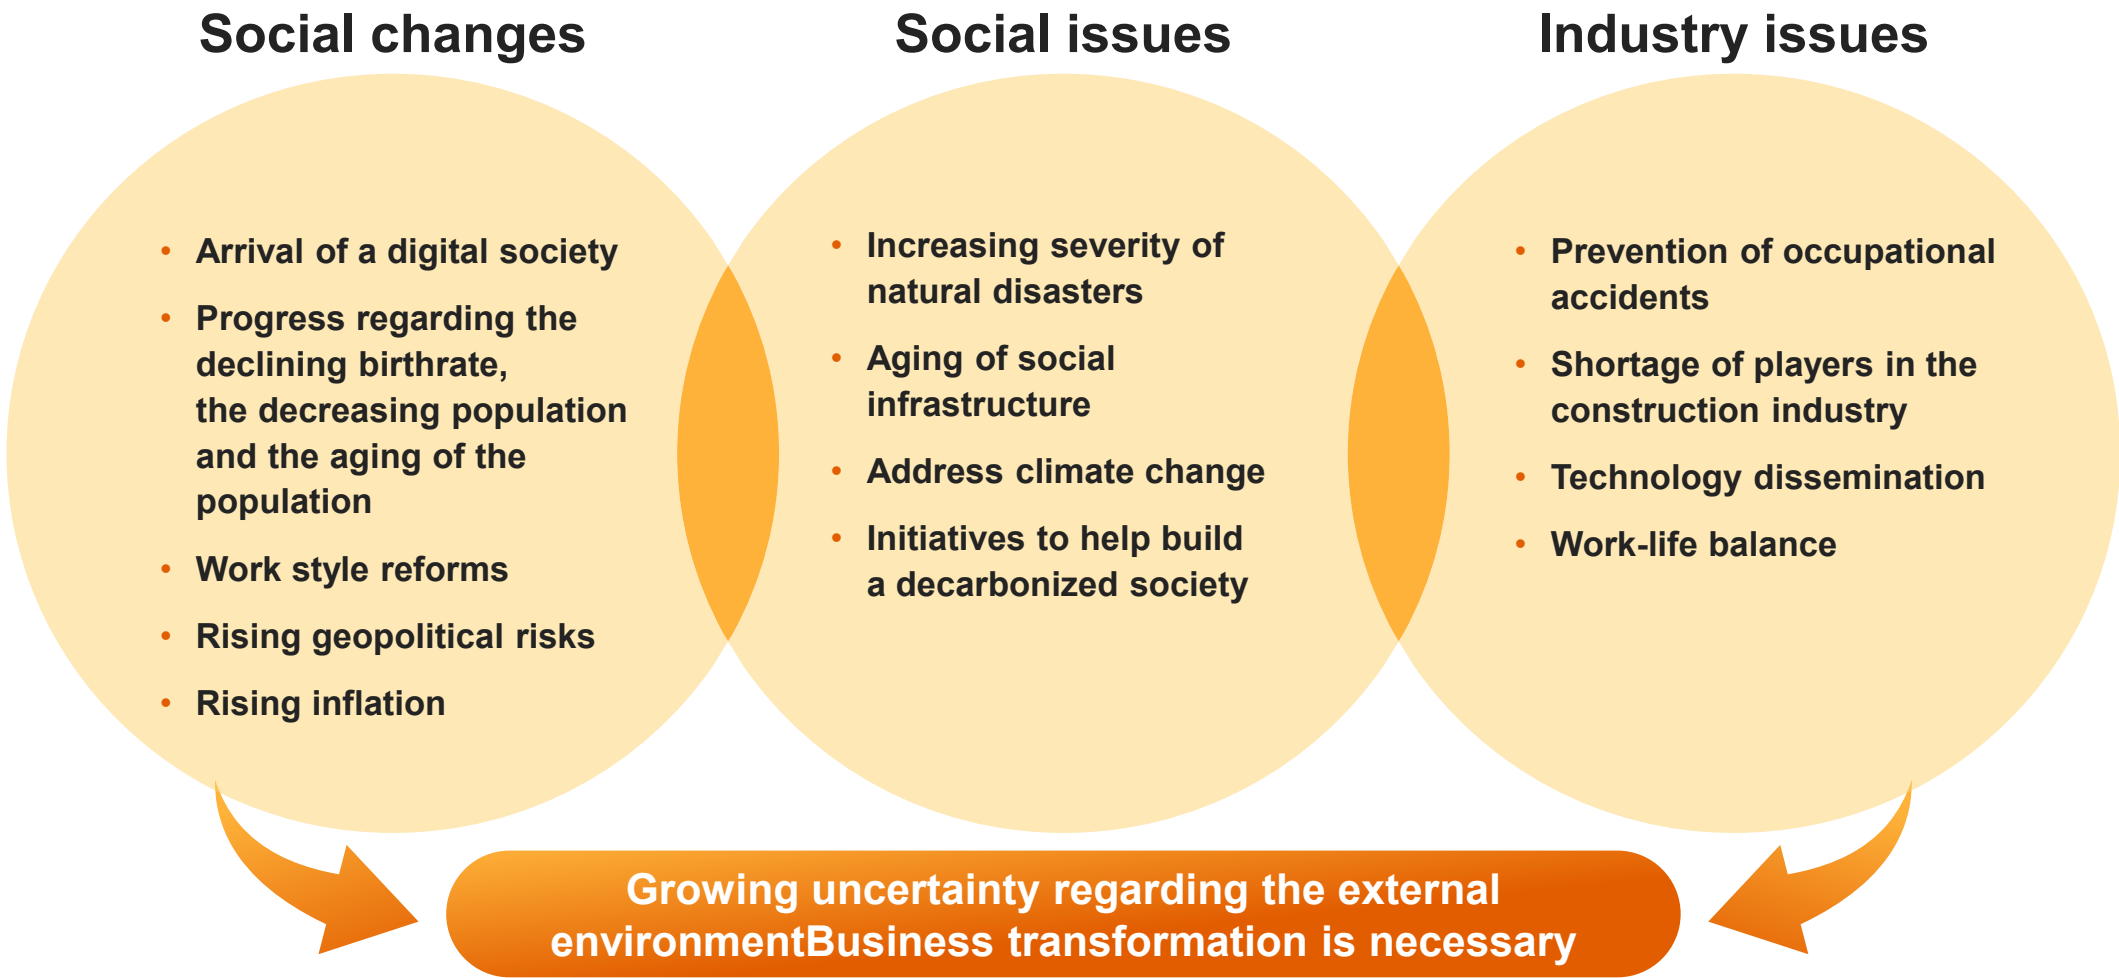 Social changes
• Arrival of a digital society
• Progress regarding the
declining birthrate,
the decreasing population
and the aging of the
population
• Work style reforms
• Rising geopolitical risks
• Rising inflation
Social issues
• Increasing severity of
natural disasters
• Aging of social
infrastructure
• Address climate change
• Initiatives to help build
a decarbonized society
Industry issues
• Prevention of occupational
accidents
• Shortage of players in the
construction industry
• Technology dissemination
• Work-life balance
Growing uncertainty regarding the external
environmentBusiness transformation is necessary